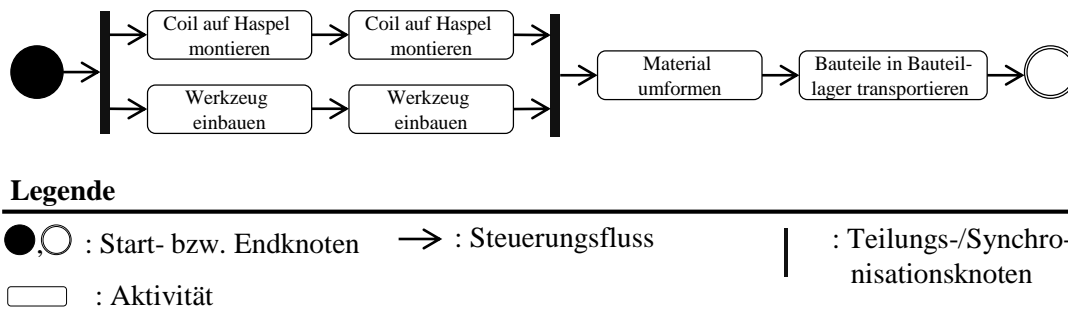 Coil auf Haspel
montieren
Coil auf Haspel
montieren
Werkzeug
einbauen
Werkzeug
einbauen
Material
umformen
Bauteile in Bauteil-
lager transportieren
Legende
, : Start- bzw. Endknoten
: Steuerungsfluss
: Teilungs-/Synchro-
nisationsknoten
: Aktivität